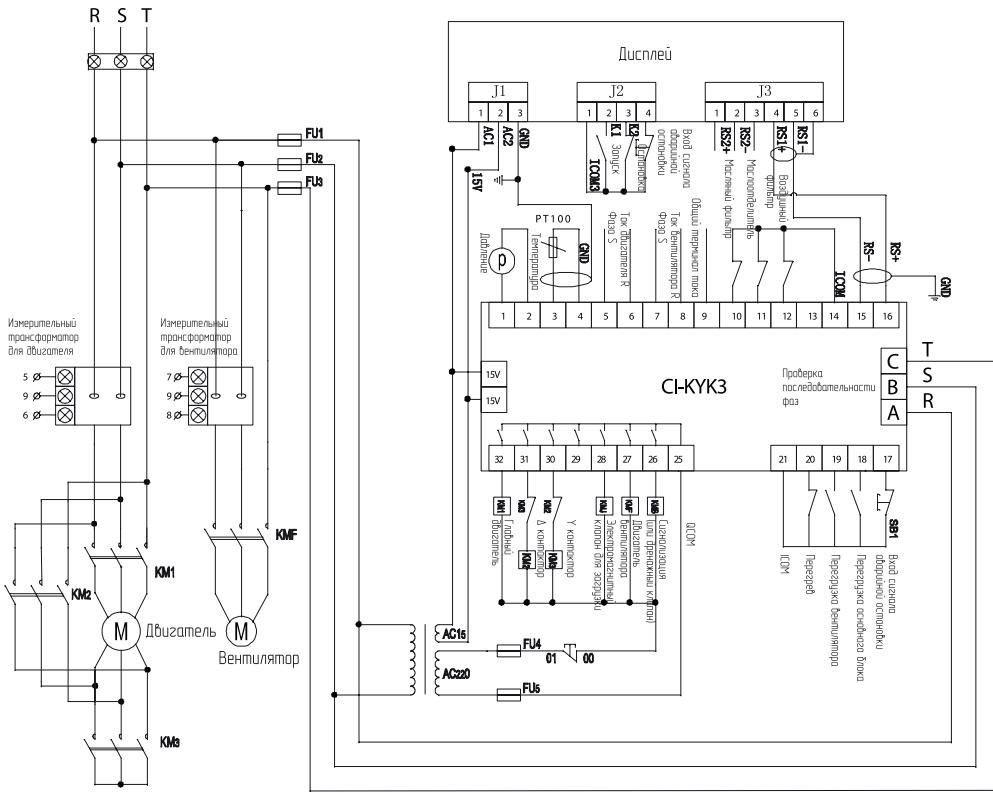 R S T
Дисплей
J1
J2
J3
1 2 3
1 2 3 4
1 2 3 4 5 6
AC1
AC2
GND
15V
ICOM3
K1
Запуск
K2
Остановка
Вход сигнала
аварийной
остановки
RS2+
RS2-
RS1+
RS1-
FU1
FU2
FU3
Давление
P
PT100
Температура
GND
Ток двигателя R
Фаза S
Ток вентилятора R
Фаза S
Общий терминал тока
Масляный фильтр
Маслоотделитель
Воздушный
фильтр
ICOM
RS-
RS+
GND
1 2 3 4 5 6 7 8 9 10 11 12 13 14 15 16
Измерительный
трансформатор
для двигателя
Измерительный
трансформатор
для вентилятора
5
9
6
7
9
8
15V
15V
CI-KYK3
Проверка
последовательности
фаз
C
B
A
T
S
R
32 31 30 29 28 27 26 25
21 20 19 18 17
KM1
KM3
KM2
KM4
KMF
KM5
KM2
KM3
Главный
двигатель
Δ контактор
Y контактор
Электромагнитный
клапан для загрузки
Двигатель
вентилятора
Сигнализация
(или дренажный клапан)
QCOM
ICOM
Перегрев
Перегрузка вентилятора
Перегрузка основного блока
SB1
Вход сигнала
аварийной остановки
KMF
KM1
KM2
M
Двигатель
M
Вентилятор
KM3
AC15
AC220
FU4
01
00
FU5